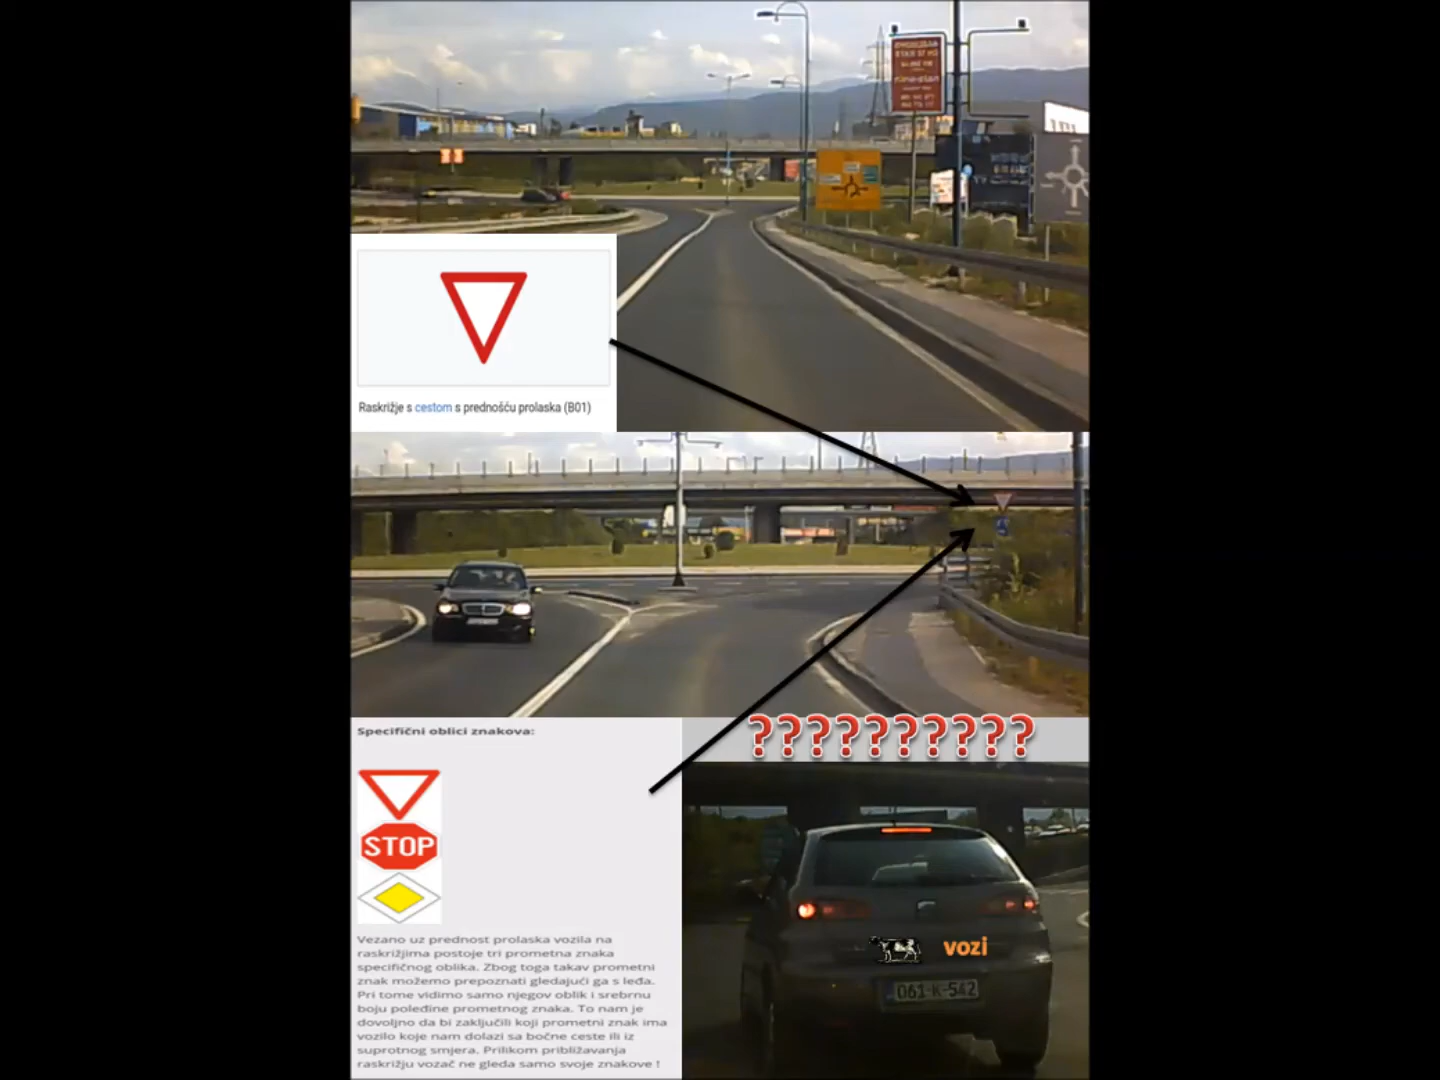 Raskrižje s cestom s prednošću prolaska (B01)
Specifični oblici znakova:
??????????
STOP
vozi
061-K-542
Vezano uz prednost prolaska vozila na
raskrižjima postoje tri prometna znaka
specifičnog oblika. Zbog toga takav prometni
znak možemo prepoznati gledajući ga s leđa.
Pri tome vidimo samo njegov oblik i srebrnu
boju poleđine prometnog znaka. To nam je
dovoljno da bi zaključili koji prometni znak ima
vozilo koje nam dolazi sa bočne ceste ili iz
suprotnog smjera. Prilikom približavanja
raskrižju vozač ne gleda samo svoje znakove !